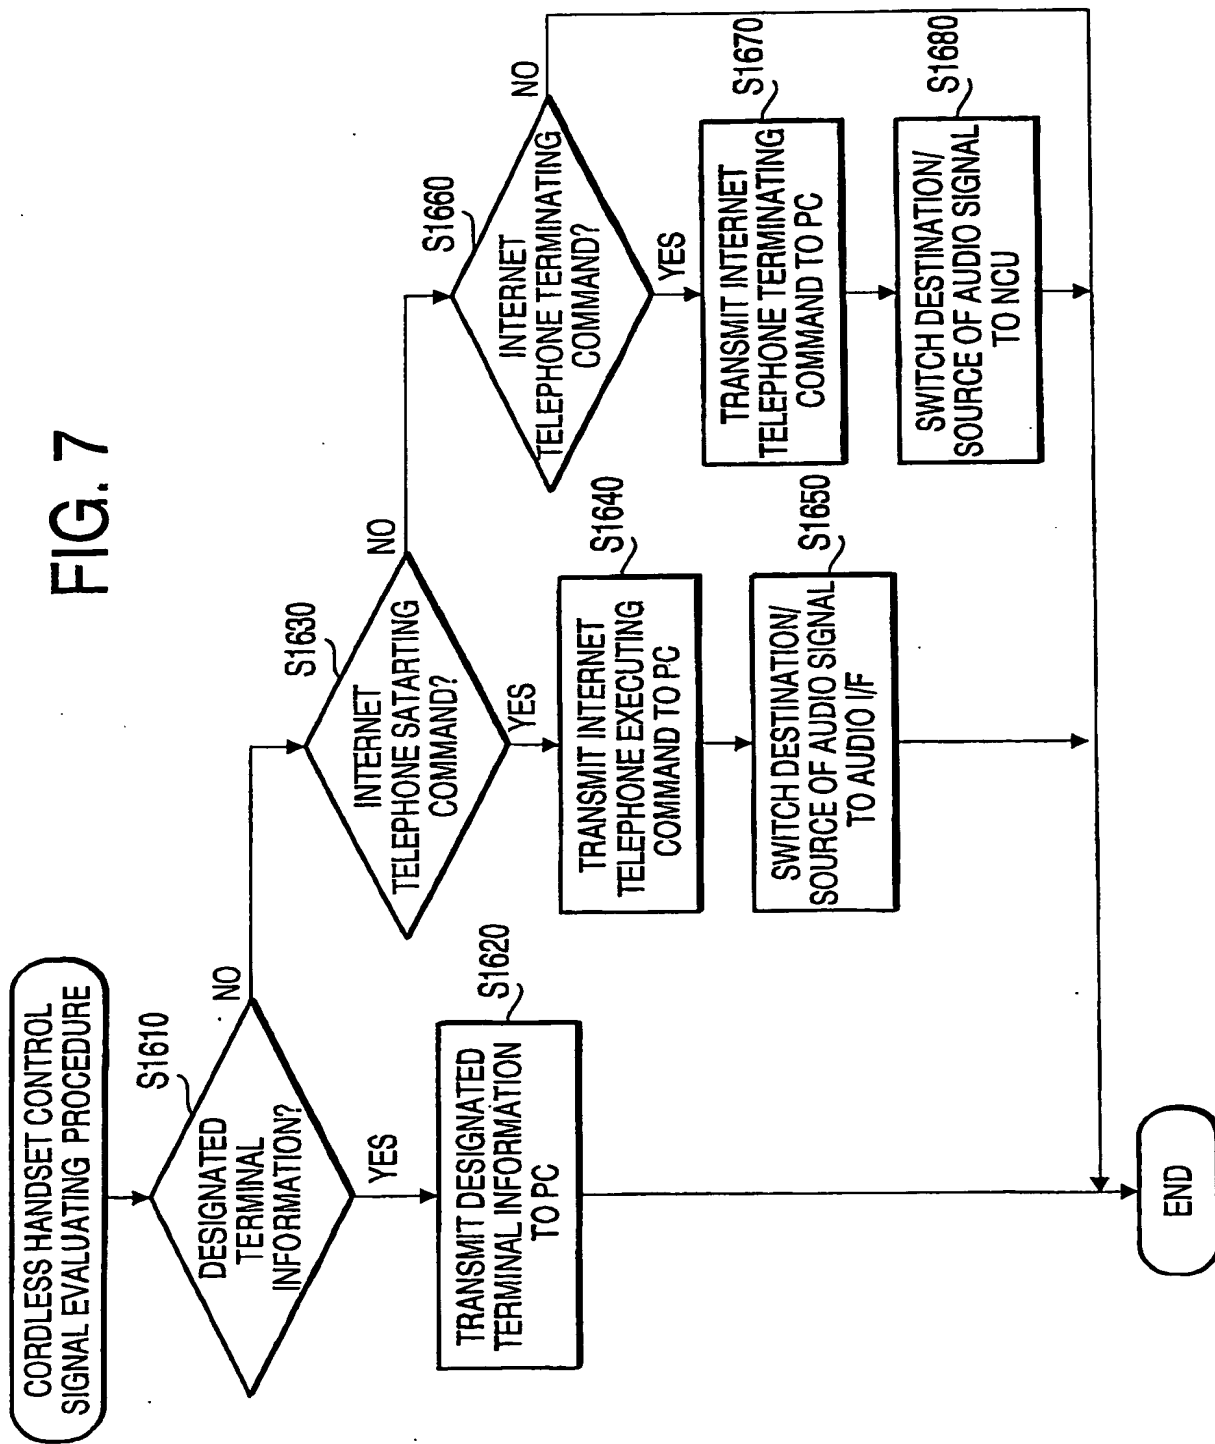 FIG. 7
CORDLESS HANDSET CONTROL
SIGNAL EVALUATING PROCEDURE
S1610
DESIGNATED
TERMINAL
INFORMATION?
NO
YES
S1620
TRANSMIT DESIGNATED
TERMINAL INFORMATION
TO PC
S1630
INTERNET
TELEPHONE SATARTING
COMMAND?
NO
YES
S1640
TRANSMIT INTERNET
TELEPHONE EXECUTING
COMMAND TO PC
S1650
SWITCH DESTINATION/
SOURCE OF AUDIO SIGNAL
TO AUDIO I/F
S1660
INTERNET
TELEPHONE TERMINATING
COMMAND?
NO
YES
S1670
TRANSMIT INTERNET
TELEPHONE TERMINATING
COMMAND TO PC
S1680
SWITCH DESTINATION/
SOURCE OF AUDIO SIGNAL
TO NCU
END